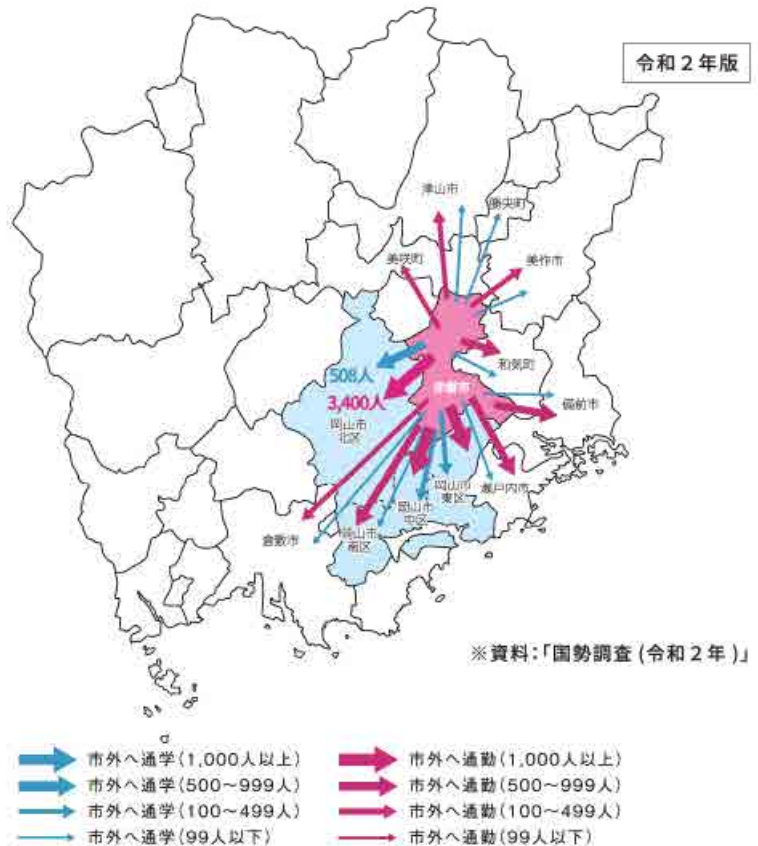 令和2年版
津山市
勝央町
美咲町
美作市
和気町
508人
3,400人
赤磐市
備前市
岡山市
北区
岡山市
東区
瀬戸内市
岡山市
中区
岡山市
南区
倉敷市
※資料:「国勢調査(令和2年)」
市外へ通学(1,000人以上)
市外へ通学(500~999人)
市外へ通学(100~499人)
市外へ通学(99人以下)
市外へ通勤(1,000人以上)
市外へ通勤(500~999人)
市外へ通勤(100~499人)
市外へ通勤(99人以下)